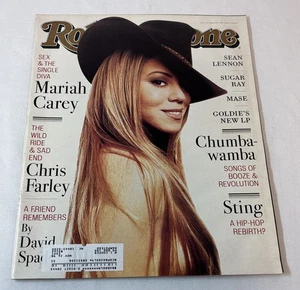 Rolling Stone
SEX
& THE
SINGLE
DIVA
Mariah
Carey
THE
WILD
RIDE
& SAD
END
Chris
Farley
A FRIEND
REMEMBERS
By
David
Spade
SEAN
LENNON
SUGAR
RAY
MASE
GOLDIE'S
NEW LP
Chumba-
wamba
SONGS OF
BOOZE &
REVOLUTION
Sting
A HIP-HOP
REBIRTH?